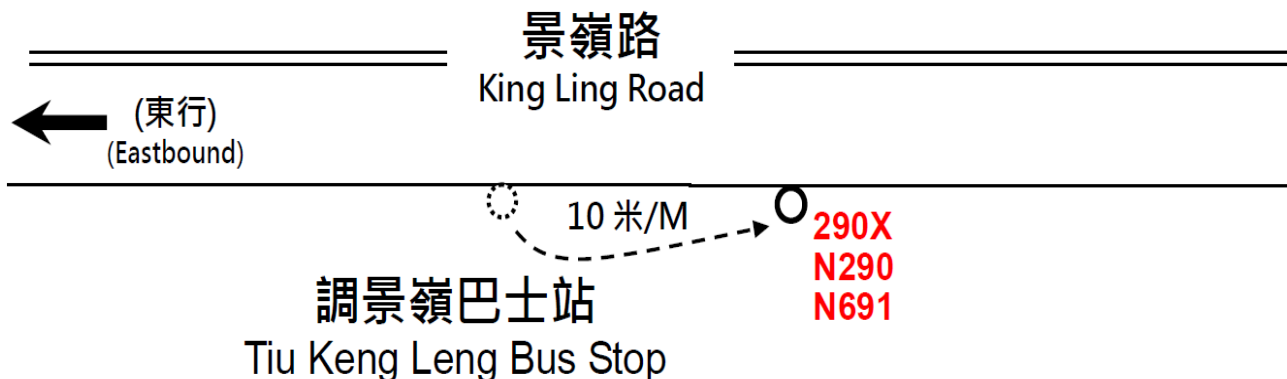 景嶺路
King Ling Road
(東行)
(Eastbound)
10 米/M
290X
N290
N691
調景嶺巴士站
Tiu Keng Leng Bus Stop